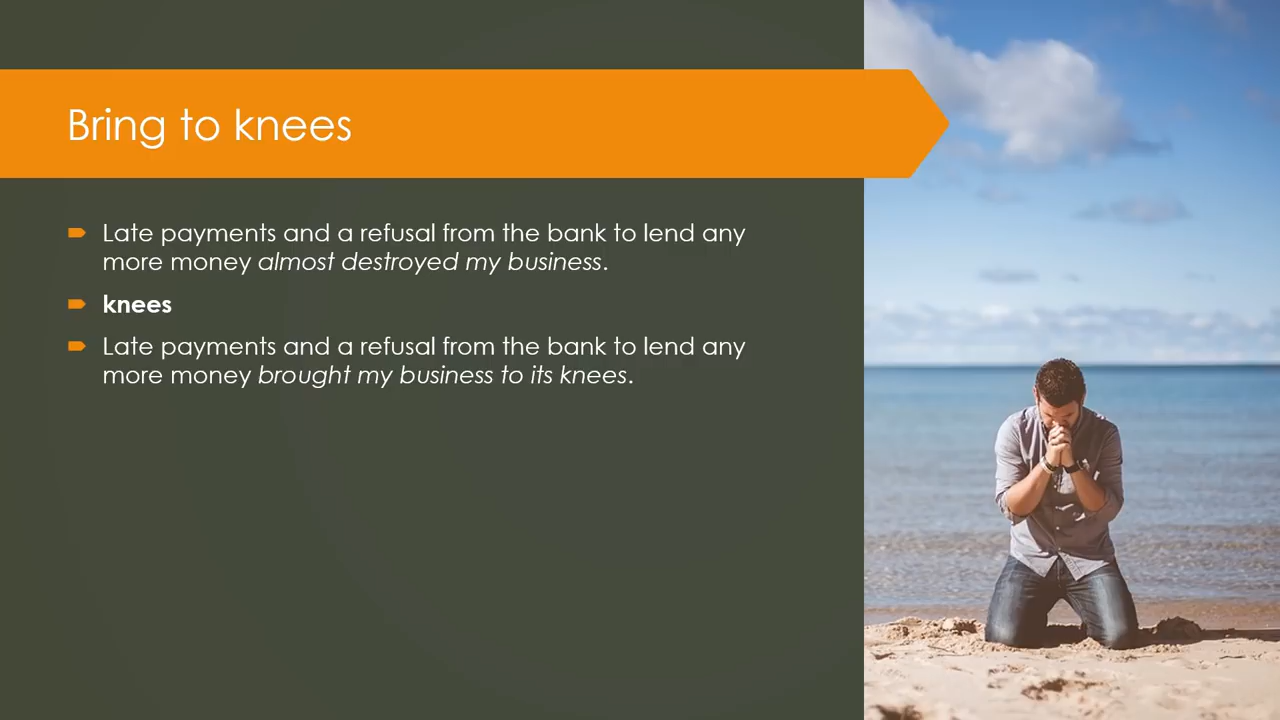 Bring to knees
Late payments and a refusal from the bank to lend any
more money almost destroyed my business.
knees
Late payments and a refusal from the bank to lend any
more money brought my business to its knees.